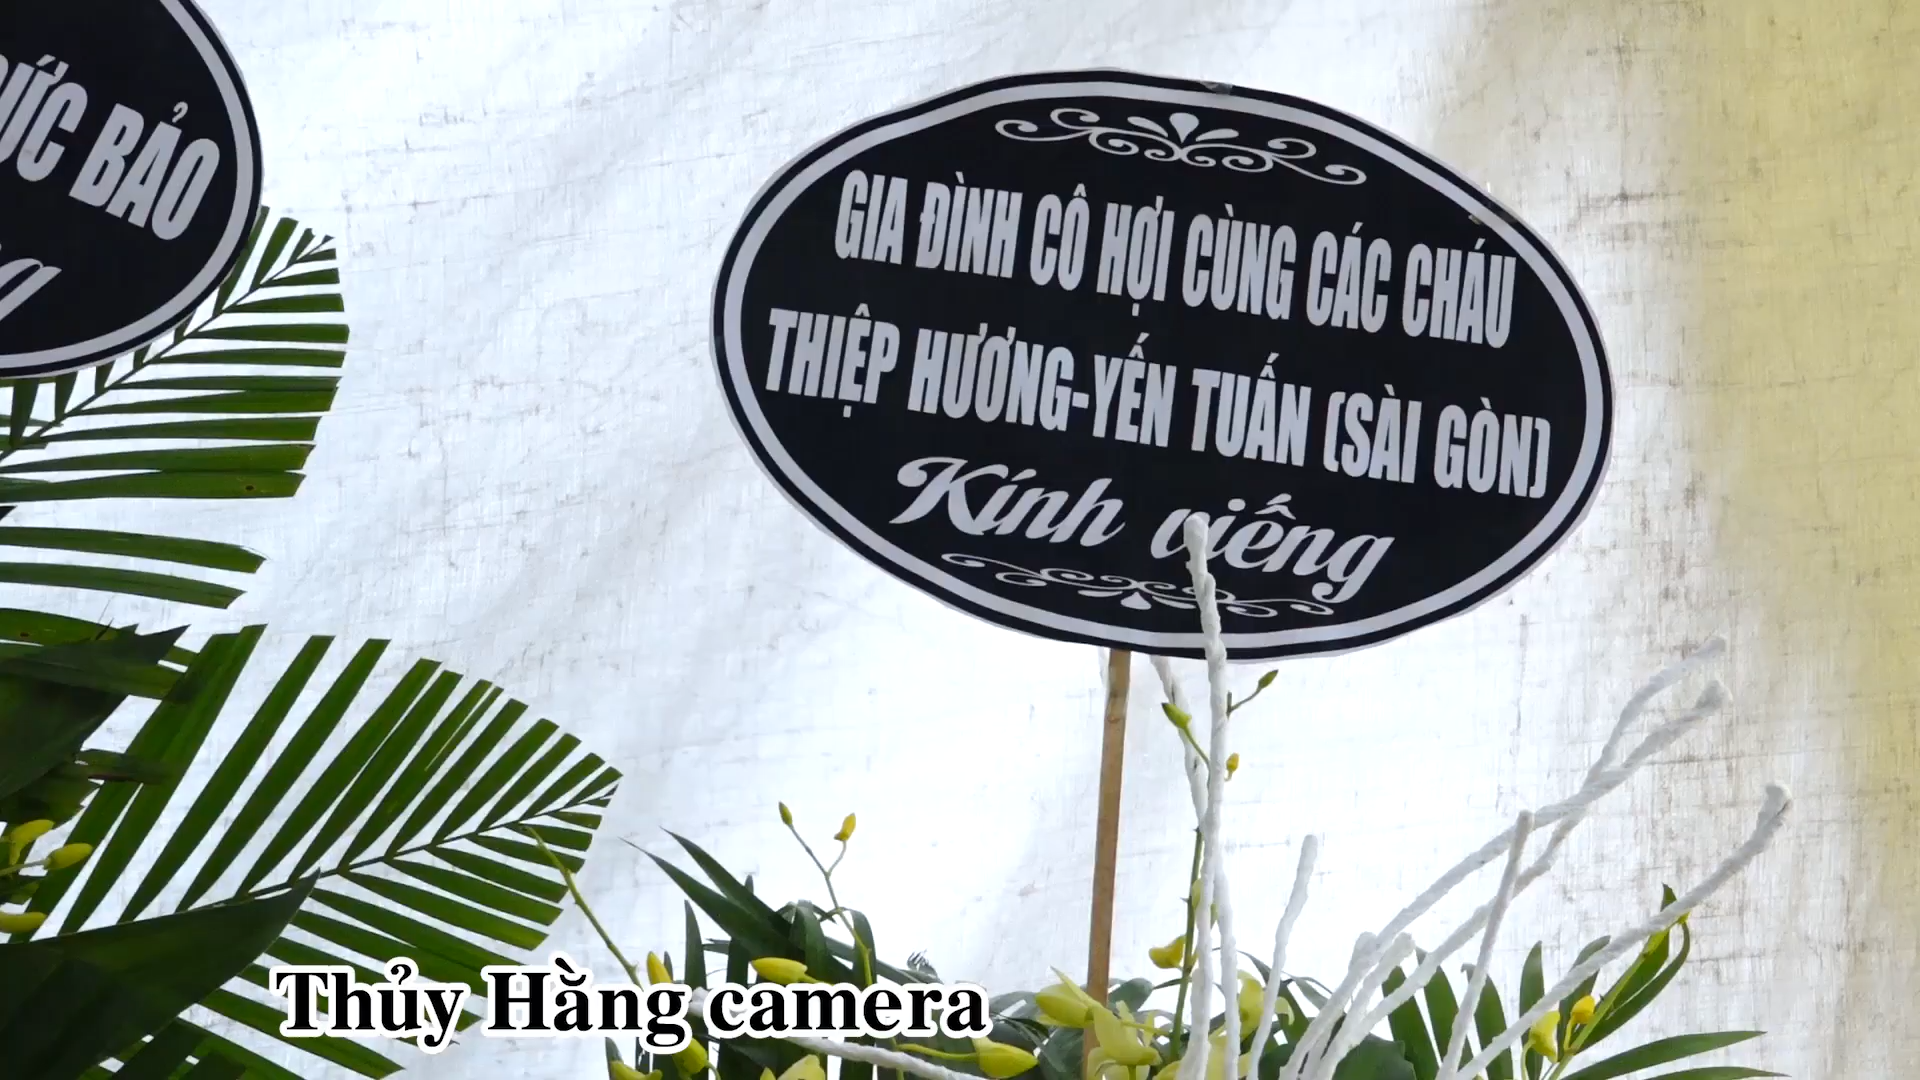 ĐỨC BẢO
GIA ĐÌNH CÔ HỢI CÙNG CÁC CHÁU
THIỆP HƯƠNG-YẾN TUẤN (SÀI GÒN)
Kính viếng
Thủy Hằng camera